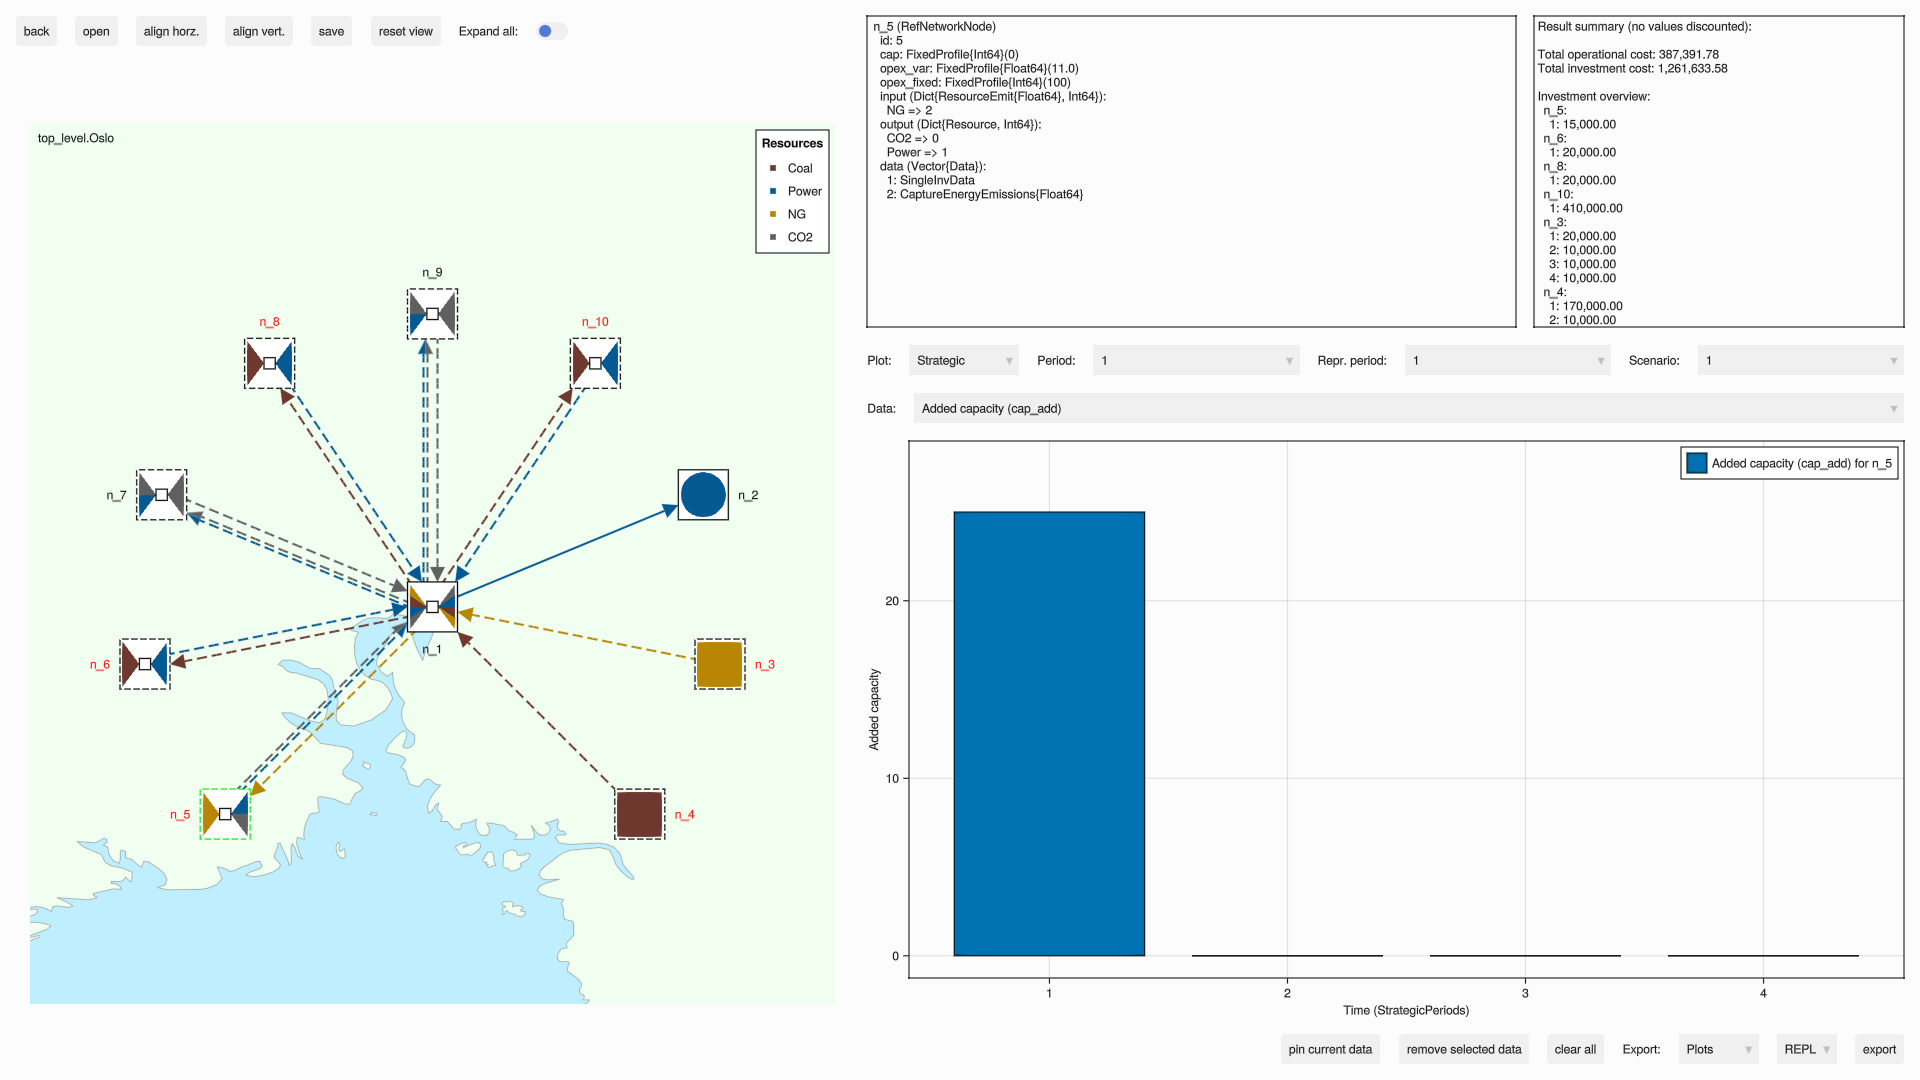 back
open
align horz.
align vert.
save
reset view
Expand all:
top_level.Oslo
Resources
Coal
Power
NG
CO2
n_9
n_8
n_10
n_7
n_2
n_1
n_6
n_3
n_5
n_4
n_5 (RefNetworkNode)
id: 5
cap: FixedProfile{Int64}(0)
opex_var: FixedProfile{Float64}(11.0)
opex_fixed: FixedProfile{Int64}(100)
input (Dict{ResourceEmit{Float64}, Int64}):
NG => 2
output (Dict{Resource, Int64}):
CO2 => 0
Power => 1
data (Vector{Data}):
1: SingleInvData
2: CaptureEnergyEmissions{Float64}
Result summary (no values discounted):
Total operational cost: 387,391.78
Total investment cost: 1,261,633.58
Investment overview:
n_5:
1: 15,000.00
n_6:
1: 20,000.00
n_8:
1: 20,000.00
n_10:
1: 410,000.00
n_3:
1: 20,000.00
2: 10,000.00
3: 10,000.00
4: 10,000.00
n_4:
1: 170,000.00
2: 10,000.00
Plot:
Strategic
Period:
1
Repr. period:
1
Scenario:
1
Data:
Added capacity (cap_add)
Added capacity (cap_add) for n_5
Added capacity
20
10
0
1
2
3
4
Time (StrategicPeriods)
pin current data
remove selected data
clear all
Export:
Plots
REPL
export